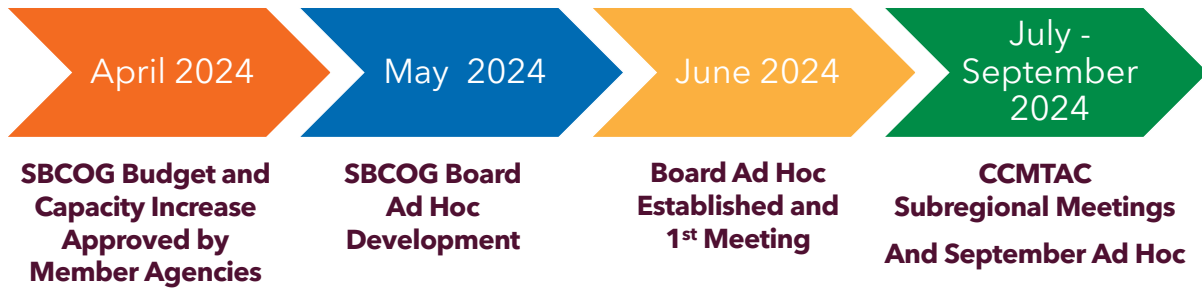 April 2024
May 2024
June 2024
July -
September
2024
SBCOG Budget and
Capacity Increase
Approved by
Member Agencies
SBCOG Board
Ad Hoc
Development
Board Ad Hoc
Established and
1st Meeting
CCMTAC
Subregional Meetings
And September Ad Hoc